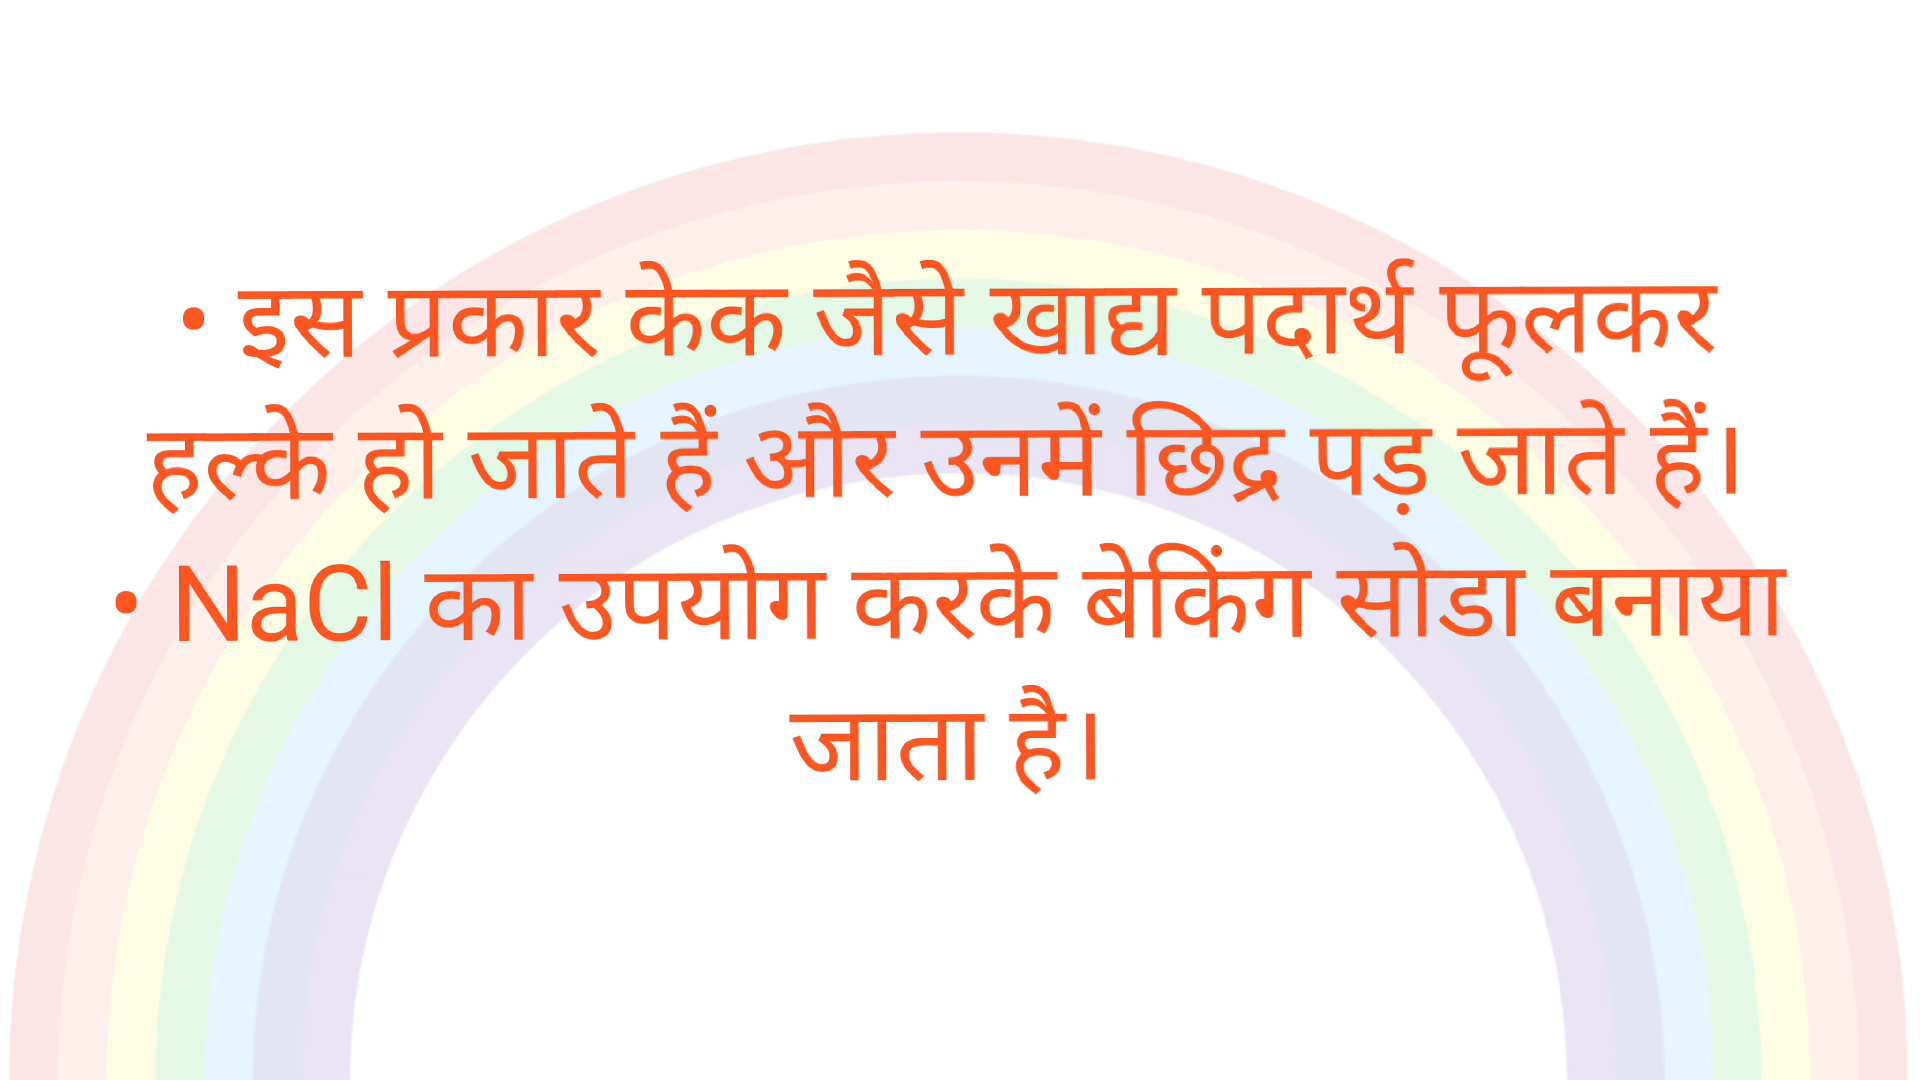 • इस प्रकार केक जैसे खाद्य पदार्थ फूलकर
हल्के हो जाते हैं और उनमें छिद्र पड़ जाते हैं।
• NaCl का उपयोग करके बेकिंग सोडा बनाया
जाता है।